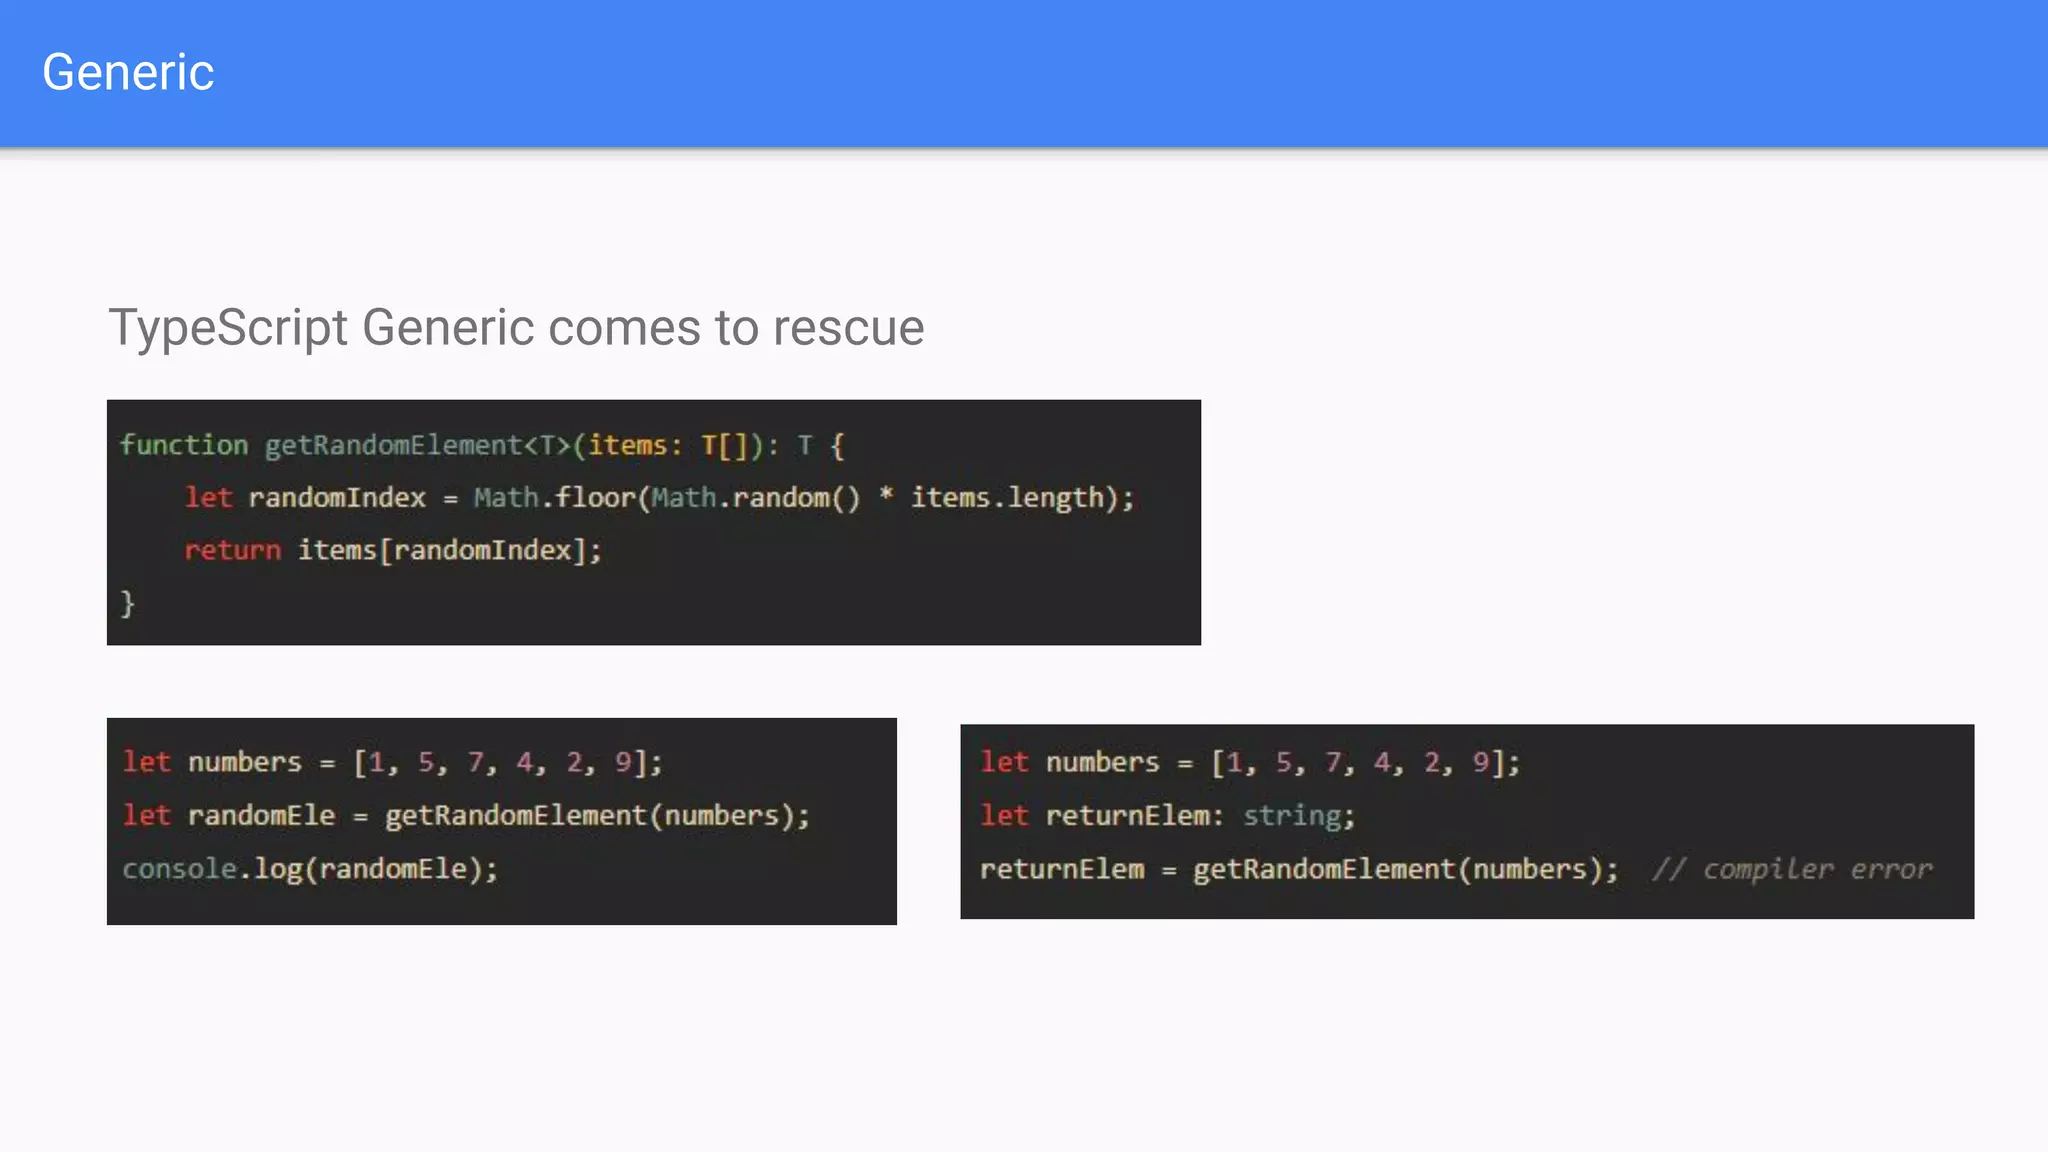 Generic
TypeScript Generic comes to rescue
function getRandomElement<T>(items: T[]): T {
    let randomIndex = Math.floor(Math.random() * items.length);
    return items[randomIndex];
}
let numbers = [1, 5, 7, 4, 2, 9];
let randomEle = getRandomElement(numbers);
console.log(randomEle);
let numbers = [1, 5, 7, 4, 2, 9];
let returnElem: string;
returnElem = getRandomElement(numbers);  // compiler error